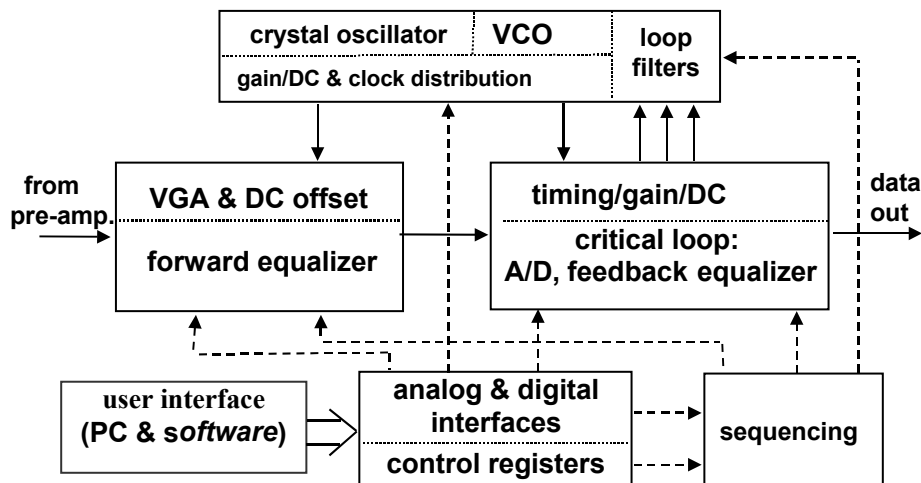 crystal oscillator
VCO
loop
filters
gain/DC & clock distribution
from
pre-amp.
VGA & DC offset
forward equalizer
timing/gain/DC
critical loop:
A/D, feedback equalizer
data
out
user interface
(PC & software)
analog & digital
interfaces
control registers
sequencing